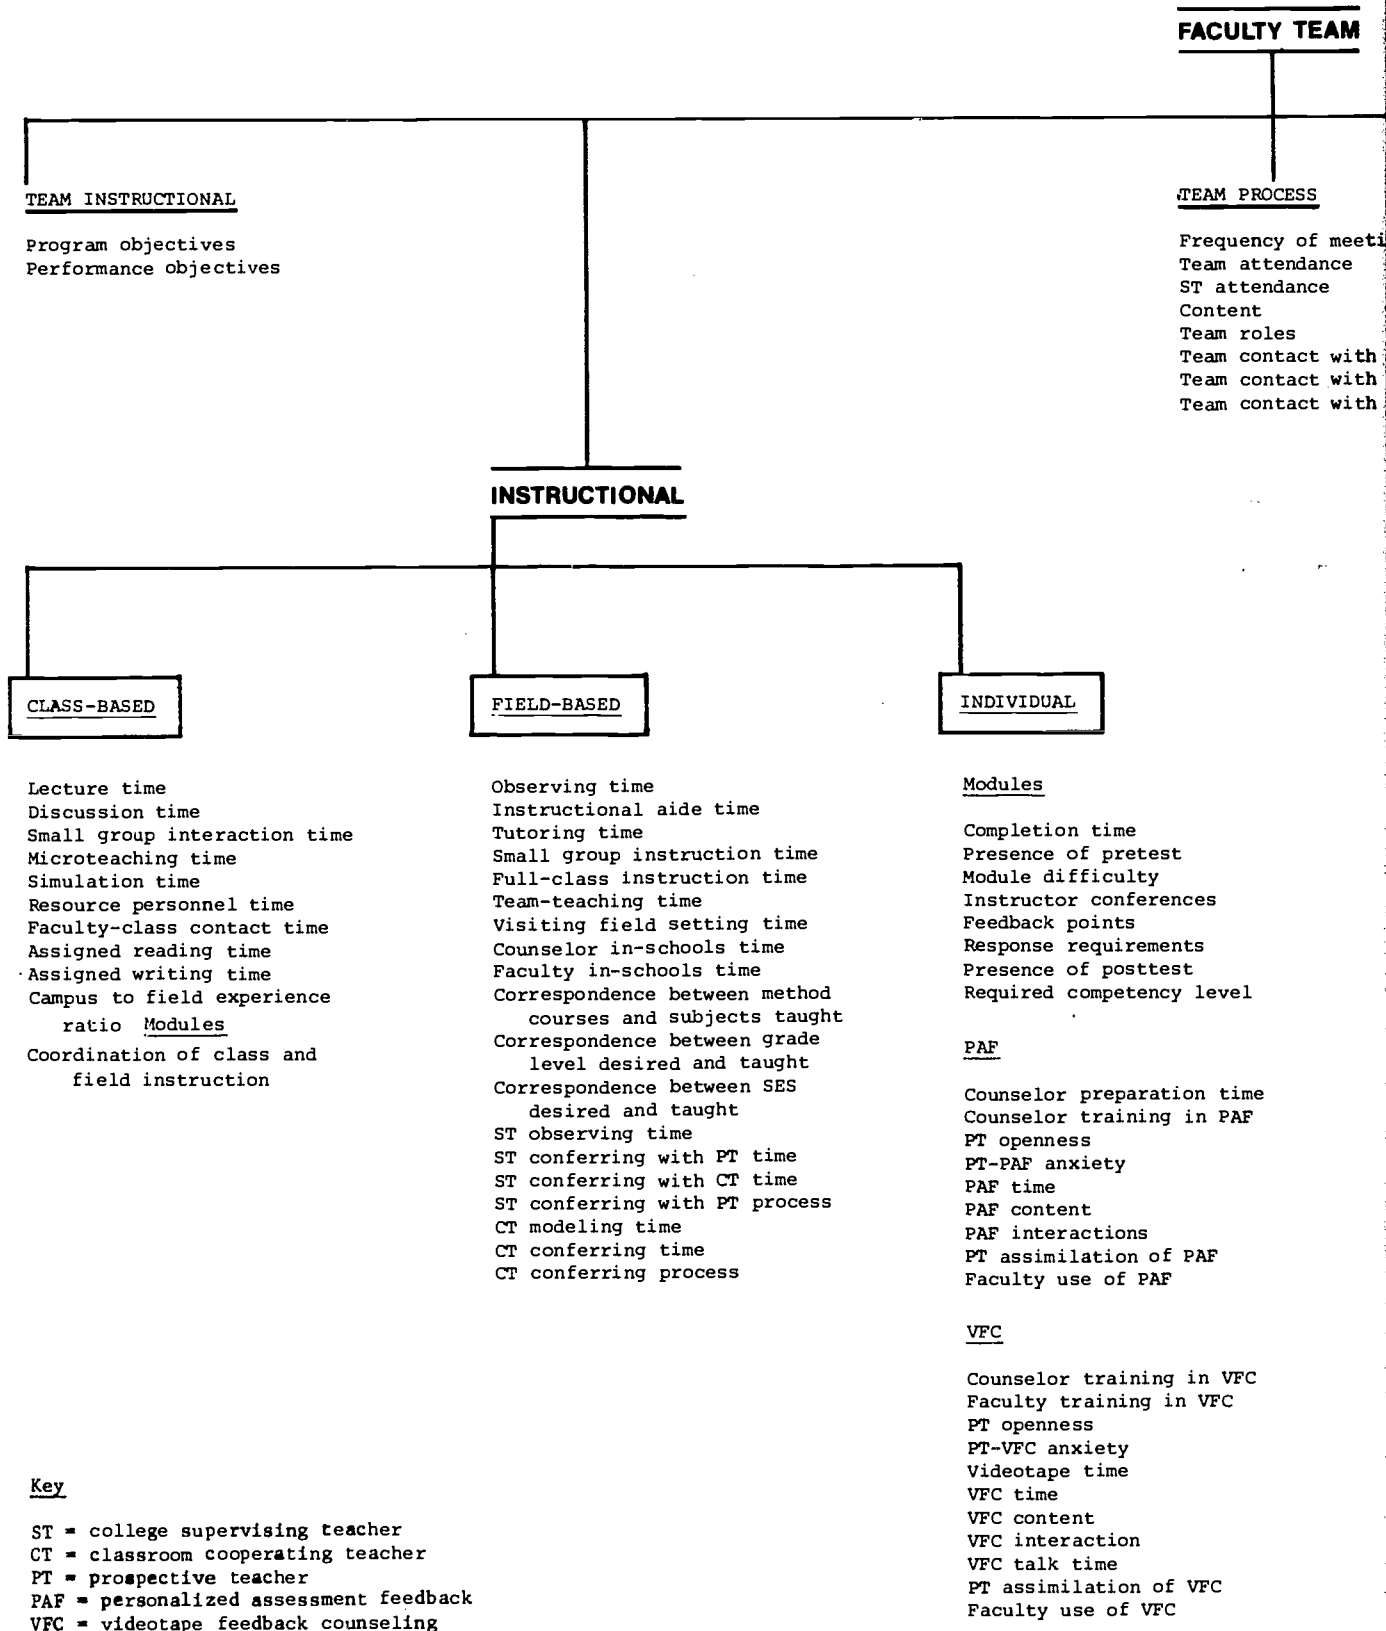 FACULTY TEAM
TEAM INSTRUCTIONAL
Program objectives
Performance objectives
TEAM PROCESS
Frequency of
Team attendance
ST attendance
Content
Team roles
Team contact with
Team contact with
Team contact with
INSTRUCTIONAL
CLASS-BASED
Lecture time
Discussion time
Small group interaction time
Microteaching time
Simulation time
Resource personnel time
Faculty-class contact time
Assigned reading time
Assigned writing time
Campus to field experience
ratio Modules
Coordination of class and
field instruction
FIELD-BASED
Observing time
Instructional aide time
Tutoring time
Small group instruction time
Full-class instruction time
Team-teaching time
Visiting field setting time
Counselor in-schools time
Faculty in-schools time
Correspondence between method
courses and subjects taught
Correspondence between grade
level desired and taught
Correspondence between SES
desired and taught
ST observing time
ST conferring with PT time
ST conferring with CT time
ST conferring with PT process
CT modeling time
CT conferring time
CT conferring process
INDIVIDUAL
Modules
Completion time
Presence of pretest
Module difficulty
Instructor conferences
Feedback points
Response requirements
Presence of posttest
Required competency level
PAF
Counselor preparation time
Counselor training in PAF
PT openness
PT-PAF anxiety
PAF time
PAF content
PAF interactions
PT assimilation of PAF
Faculty use of PAF
VFC
Counselor training in VFC
Faculty training in VFC
PT openness
PT-VFC anxiety
Videotape time
VFC time
VFC content
VFC interaction
VFC talk time
PT assimilation of VFC
Faculty use of VFC
Key
ST = college supervising teacher
CT = classroom cooperating teacher
PT = prospective teacher
PAF = personalized assessment feedback
VFC = videotape feedback counseling